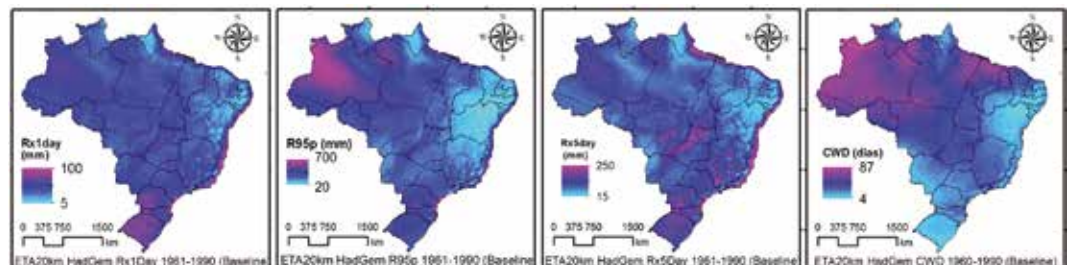 Rx1day
(mm)
100
5
0 375 750 1500
km
ETA20km HadGem Rx1Day 1961-1990 (Baseline
R95p (mm)
700
20
0 375 750 1500
km
ETA20km HadGem R95p 1961-1990 (Baseline
Rx5day
(mm)
250
15
0 375 750 1500
km
ETA20km HadGem Rx5Day 1961-1990 (Baseline
CWD (dias)
87
4
0 375 750 1500
km
ETA20km HadGem CWD 1960-1990 (Baseline)